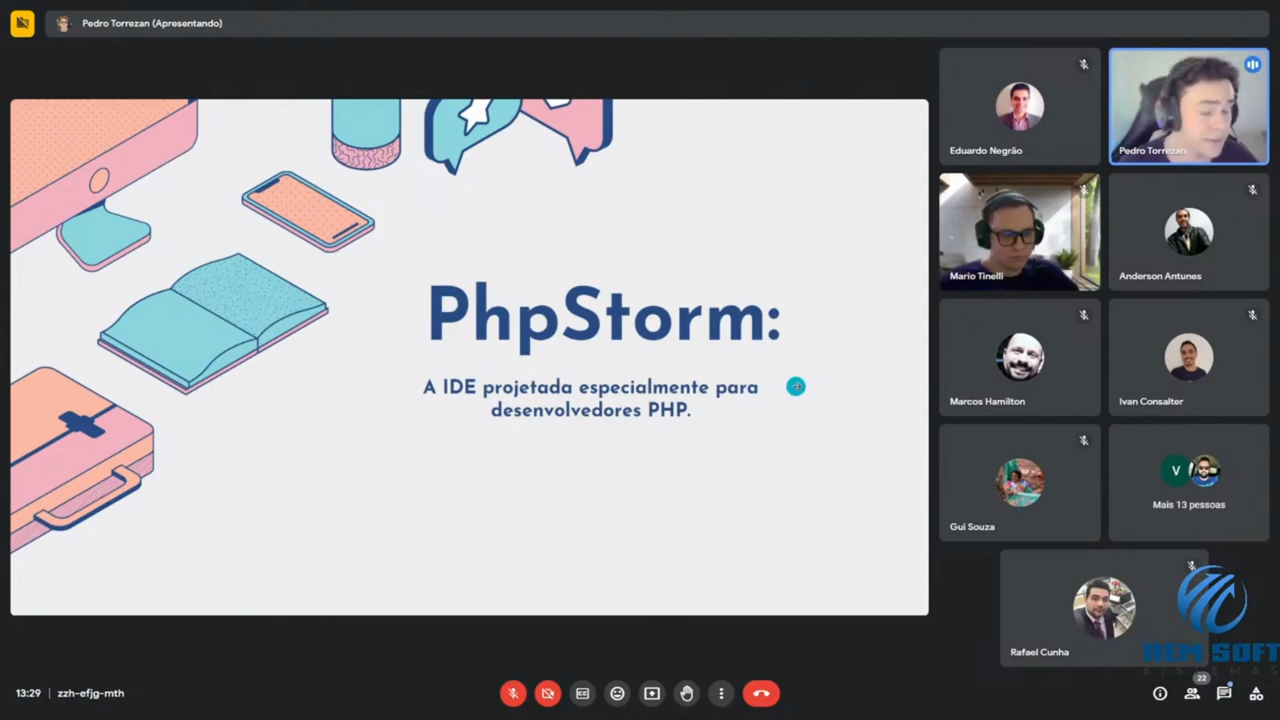 Pedro Torrezan (Apresentando)
PhpStorm:
A IDE projetada especialmente para
desenvolvedores PHP.
Eduardo Negrão
Pedro Torrezan
Mario Tinelli
Anderson Antunes
Marcos Hamilton
Ivan Consalter
Gui Souza
V
Mais 13 pessoas
Rafael Cunha
REM SOFT
SISTEMAS
13:29 | zzh-efjg-mth
22